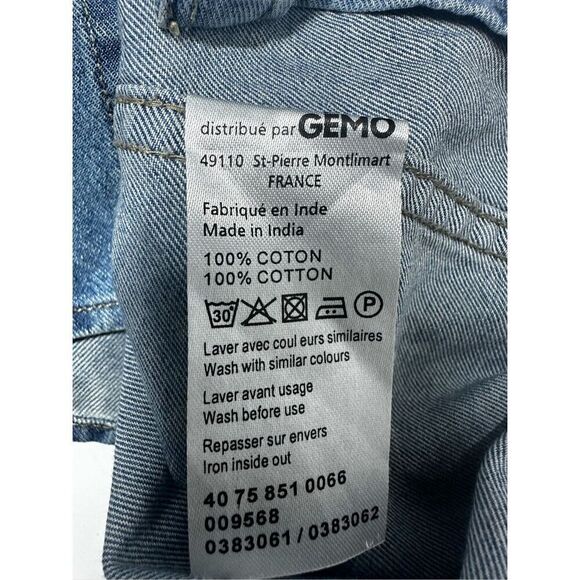 distribué par GEMO
49110 St-Pierre Montlimart
FRANCE
Fabriqué en Inde
Made in India
100% COTON
100% COTTON
30° P
Laver avec coul eurs similaires
Wash with similar colours
Laver avant usage
Wash before use
Repasser sur envers
Iron inside out
40 75 851 0066
009568
0383061 / 0383062